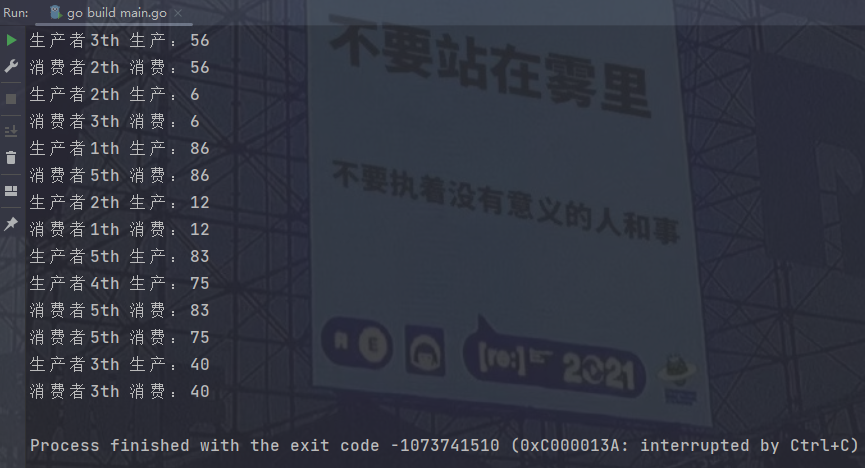 Run: go build main.go ×
生产者3th 生产：56
消费者2th 消费：56
生产者2th 生产：6
消费者3th 消费：6
生产者1th 生产：86
消费者5th 消费：86
生产者2th 生产：12
消费者1th 消费：12
生产者5th 生产：83
生产者4th 生产：75
消费者5th 消费：83
消费者5th 消费：75
生产者3th 生产：40
消费者3th 消费：40
Process finished with the exit code -1073741510 (0xC000013A: interrupted by Ctrl+C)
不要站在雾里
不要执着没有意义的人和事
E
[re:]
2021